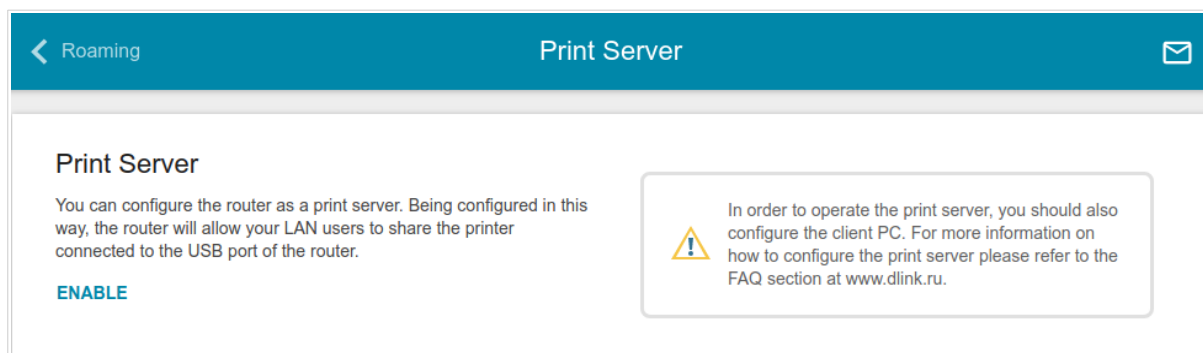 Roaming
Print Server
Print Server
You can configure the router as a print server. Being configured in this
way, the router will allow your LAN users to share the printer
connected to the USB port of the router.
ENABLE
In order to operate the print server, you should also
configure the client PC. For more information on
how to configure the print server please refer to the
FAQ section at www.dlink.ru.